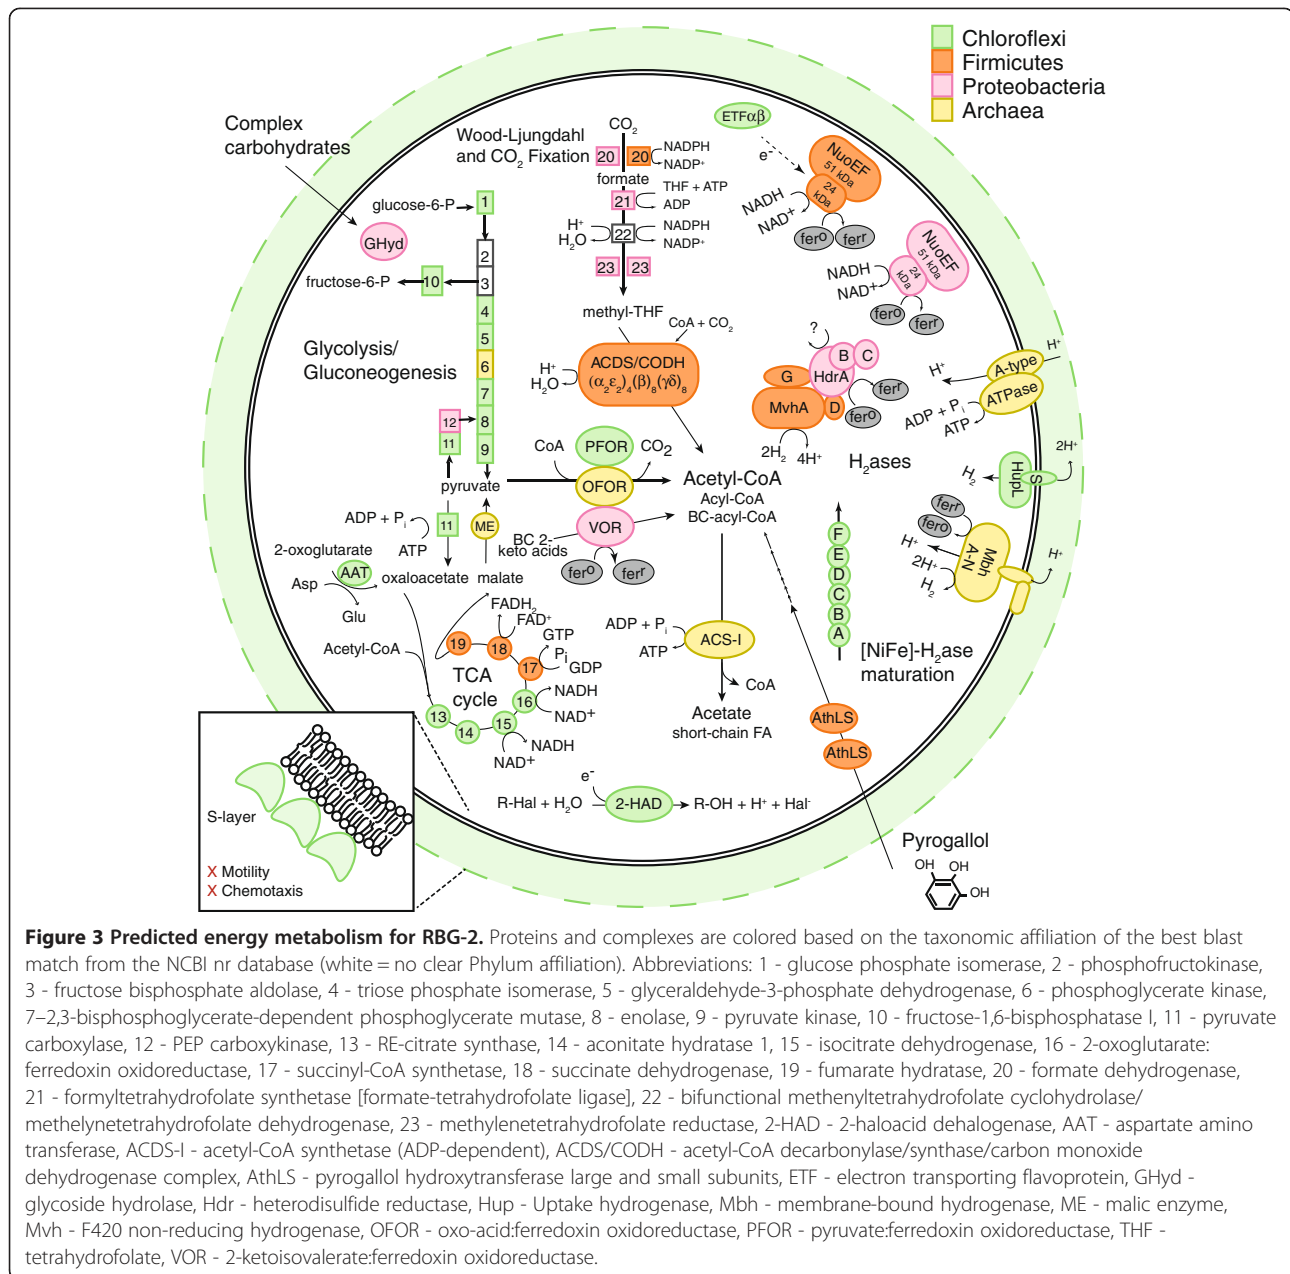 Chloroflexi
Firmicutes
Proteobacteria
Archaea
Complex
carbohydrates
GHyd
Wood-Ljungdahl
and CO2 Fixation
CO2
20
20
NADPH
NADP+
formate
21
THF + ATP
ADP
H+
H2O
22
NADPH
NADP+
23
23
methyl-THF
CoA + CO2
ACDS/CODH
(α2ε2)4(β)8(γδ)8
H+
H2O
glucose-6-P
1
2
3
fructose-6-P
10
4
5
6
7
8
9
12
11
Glycolysis/
Gluconeogenesis
pyruvate
CoA
PFOR
CO2
OFOR
VOR
BC 2-
keto acids
fero
ferr
Acetyl-CoA
Acyl-CoA
BC-acyl-CoA
ADP + Pi
ATP
11
ME
2-oxoglutarate
AAT
Asp
Glu
oxaloacetate
malate
Acetyl-CoA
FADH2
FAD+
GTP
Pi
GDP
19
18
17
16
15
14
13
TCA
cycle
NADH
NAD+
NADH
NAD+
ADP + Pi
ATP
ACS-I
CoA
Acetate
short-chain FA
e-
R-Hal + H2O
2-HAD
R-OH + H+ + Hal-
ETFαβ
e-
NuoEF
51 kDa
24
kDa
NADH
NAD+
fero
ferr
NuoEF
51 kDa
24
kDa
NADH
NAD+
fero
ferr
?
B
C
G
HdrA
MvhA
D
ferr
fero
2H2
4H+
H2ases
H+
A-type
ATPase
H+
ADP + Pi
ATP
2H+
H2
HupL
S
ferr
fero
H+
2H+
H2
Mbh
A-N
H+
F
E
D
C
B
A
[NiFe]-H2ase
maturation
AthLS
AthLS
Pyrogallol
OH
OH
OH
S-layer
X Motility
X Chemotaxis
Figure 3 Predicted energy metabolism for RBG-2. Proteins and complexes are colored based on the taxonomic affiliation of the best blast
match from the NCBI nr database (white = no clear Phylum affiliation). Abbreviations: 1 - glucose phosphate isomerase, 2 - phosphofructokinase,
3 - fructose bisphosphate aldolase, 4 - triose phosphate isomerase, 5 - glyceraldehyde-3-phosphate dehydrogenase, 6 - phosphoglycerate kinase,
7–2,3-bisphosphoglycerate-dependent phosphoglycerate mutase, 8 - enolase, 9 - pyruvate kinase, 10 - fructose-1,6-bisphosphatase I, 11 - pyruvate
carboxylase, 12 - PEP carboxykinase, 13 - RE-citrate synthase, 14 - aconitate hydratase 1, 15 - isocitrate dehydrogenase, 16 - 2-oxoglutarate:
ferredoxin oxidoreductase, 17 - succinyl-CoA synthetase, 18 - succinate dehydrogenase, 19 - fumarate hydratase, 20 - formate dehydrogenase,
21 - formyltetrahydrofolate synthetase [formate-tetrahydrofolate ligase], 22 - bifunctional methenyltetrahydrofolate cyclohydrolase/
methelynetetrahydrofolate dehydrogenase, 23 - methylenetetrahydrofolate reductase, 2-HAD - 2-haloacid dehalogenase, AAT - aspartate amino
transferase, ACDS-I - acetyl-CoA synthetase (ADP-dependent), ACDS/CODH - acetyl-CoA decarbonylase/synthase/carbon monoxide
dehydrogenase complex, AthLS - pyrogallol hydroxytransferase large and small subunits, ETF - electron transporting flavoprotein, GHyd -
glycoside hydrolase, Hdr - heterodisulfide reductase, Hup - Uptake hydrogenase, Mbh - membrane-bound hydrogenase, ME - malic enzyme,
Mvh - F420 non-reducing hydrogenase, OFOR - oxo-acid:ferredoxin oxidoreductase, PFOR - pyruvate:ferredoxin oxidoreductase, THF -
tetrahydrofolate, VOR - 2-ketoisovalerate:ferredoxin oxidoreductase.